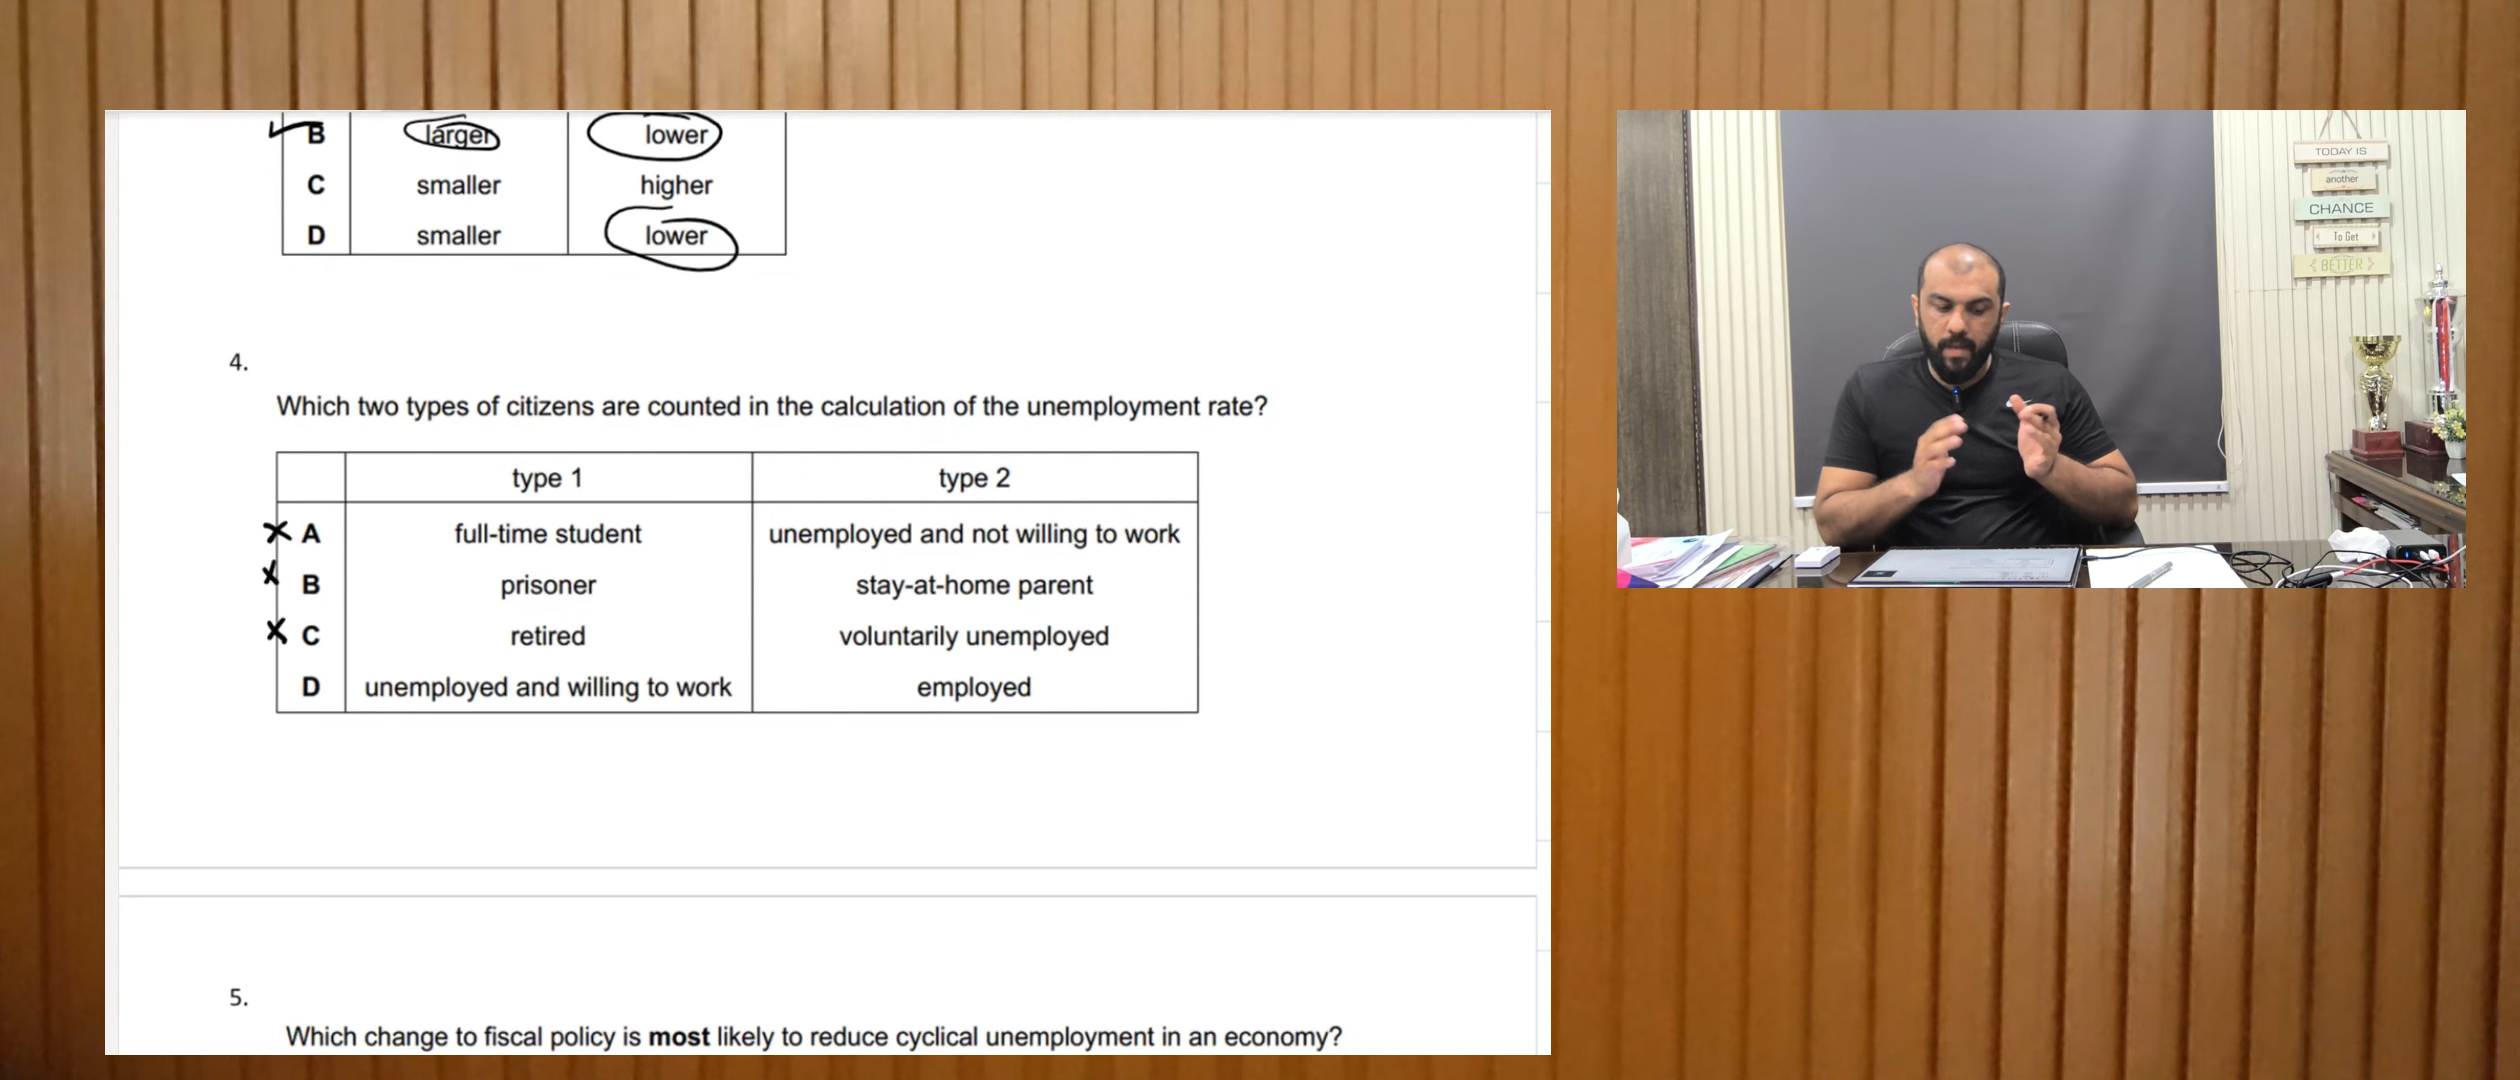 B larger lower
C smaller higher
D smaller lower
4.
Which two types of citizens are counted in the calculation of the unemployment rate?
type 1 type 2
A full-time student unemployed and not willing to work
B prisoner stay-at-home parent
C retired voluntarily unemployed
D unemployed and willing to work employed
5.
Which change to fiscal policy is most likely to reduce cyclical unemployment in an economy?
TODAY IS
another
CHANCE
To Get
BETTER